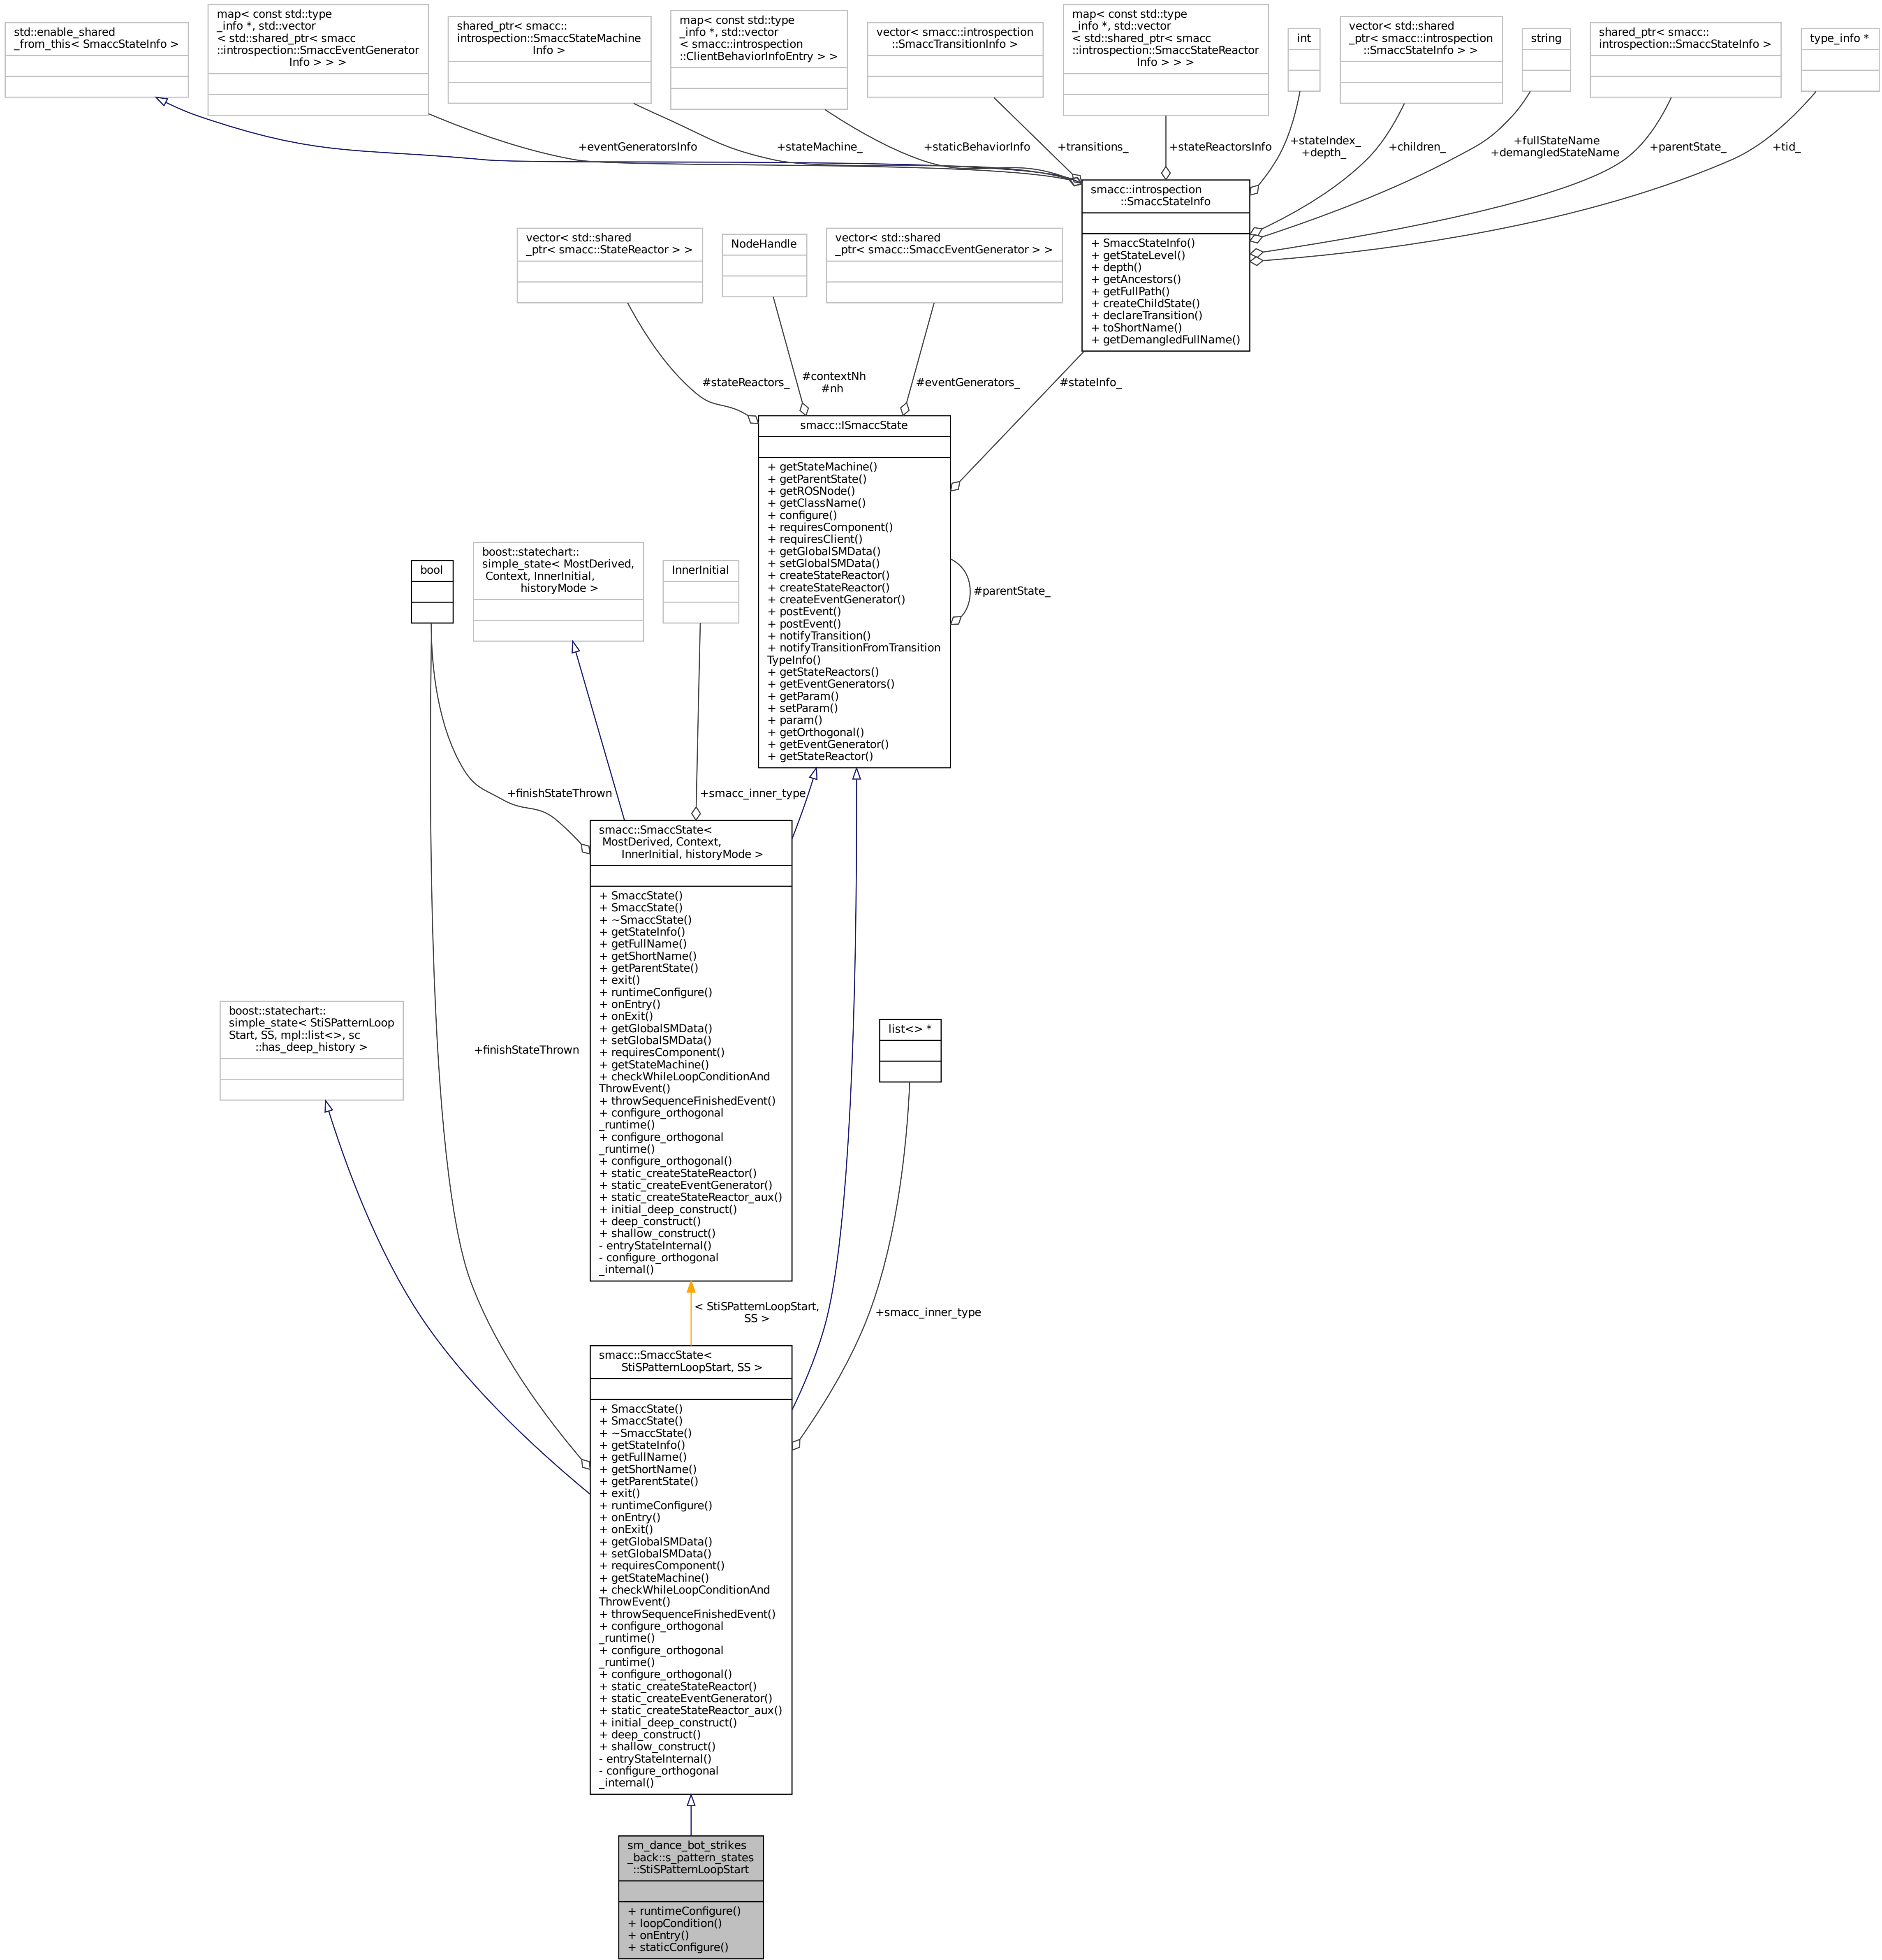 std::enable_shared
_from_this< SmaccStateInfo >
map< const std::type
_info *, std::vector
< std::shared_ptr< smacc
::introspection::SmaccEventGenerator
Info > > >
shared_ptr< smacc::
introspection::SmaccStateMachine
Info >
map< const std::type
_info *, std::vector
< smacc::introspection
::ClientBehaviorInfoEntry > >
vector< smacc::introspection
::SmaccTransitionInfo >
map< const std::type
_info *, std::vector
< std::shared_ptr< smacc
::introspection::SmaccStateReactor
Info > > >
int
vector< std::shared
_ptr< smacc::introspection
::SmaccStateInfo > >
string
shared_ptr< smacc::
introspection::SmaccStateInfo >
type_info *
+eventGeneratorsInfo
+stateMachine_
+staticBehaviorInfo
+transitions_
+stateReactorsInfo
+stateIndex_
+depth_
+children_
+fullStateName
+demangledStateName
+parentState_
+tid_
smacc::introspection
::SmaccStateInfo
+ SmaccStateInfo()
+ getStateLevel()
+ depth()
+ getAncestors()
+ getFullPath()
+ createChildState()
+ declareTransition()
+ toShortName()
+ getDemangledFullName()
vector< std::shared
_ptr< smacc::StateReactor > >
NodeHandle
vector< std::shared
_ptr< smacc::SmaccEventGenerator > >
#stateReactors_
#contextNh
#nh
#eventGenerators_
#stateInfo_
smacc::ISmaccState
+ getStateMachine()
+ getParentState()
+ getROSNode()
+ getClassName()
+ configure()
+ requiresComponent()
+ requiresClient()
+ getGlobalSMData()
+ setGlobalSMData()
+ createStateReactor()
+ createStateReactor()
+ createEventGenerator()
+ postEvent()
+ postEvent()
+ notifyTransition()
+ notifyTransitionFromTransition
TypeInfo()
+ getStateReactors()
+ getEventGenerators()
+ getParam()
+ setParam()
+ param()
+ getOrthogonal()
+ getEventGenerator()
+ getStateReactor()
#parentState_
bool
boost::statechart::
simple_state< MostDerived,
Context, InnerInitial,
historyMode >
InnerInitial
+finishStateThrown
+smacc_inner_type
smacc::SmaccState<
MostDerived, Context,
InnerInitial, historyMode >
+ SmaccState()
+ SmaccState()
+ ~SmaccState()
+ getStateInfo()
+ getFullName()
+ getShortName()
+ getParentState()
+ exit()
+ runtimeConfigure()
+ onEntry()
+ onExit()
+ getGlobalSMData()
+ setGlobalSMData()
+ requiresComponent()
+ getStateMachine()
+ checkWhileLoopConditionAnd
ThrowEvent()
+ throwSequenceFinishedEvent()
+ configure_orthogonal
_runtime()
+ configure_orthogonal
_runtime()
+ configure_orthogonal()
+ static_createStateReactor()
+ static_createEventGenerator()
+ static_createStateReactor_aux()
+ initial_deep_construct()
+ deep_construct()
+ shallow_construct()
- entryStateInternal()
- configure_orthogonal
_internal()
boost::statechart::
simple_state< StiSPatternLoop
Start, SS, mpl::list<>, sc
::has_deep_history >
+finishStateThrown
list<> *
< StiSPatternLoopStart,
SS >
+smacc_inner_type
smacc::SmaccState<
StiSPatternLoopStart, SS >
+ SmaccState()
+ SmaccState()
+ ~SmaccState()
+ getStateInfo()
+ getFullName()
+ getShortName()
+ getParentState()
+ exit()
+ runtimeConfigure()
+ onEntry()
+ onExit()
+ getGlobalSMData()
+ setGlobalSMData()
+ requiresComponent()
+ getStateMachine()
+ checkWhileLoopConditionAnd
ThrowEvent()
+ throwSequenceFinishedEvent()
+ configure_orthogonal
_runtime()
+ configure_orthogonal
_runtime()
+ configure_orthogonal()
+ static_createStateReactor()
+ static_createEventGenerator()
+ static_createStateReactor_aux()
+ initial_deep_construct()
+ deep_construct()
+ shallow_construct()
- entryStateInternal()
- configure_orthogonal
_internal()
sm_dance_bot_strikes
_back::s_pattern_states
::StiSPatternLoopStart
+ runtimeConfigure()
+ loopCondition()
+ onEntry()
+ staticConfigure()